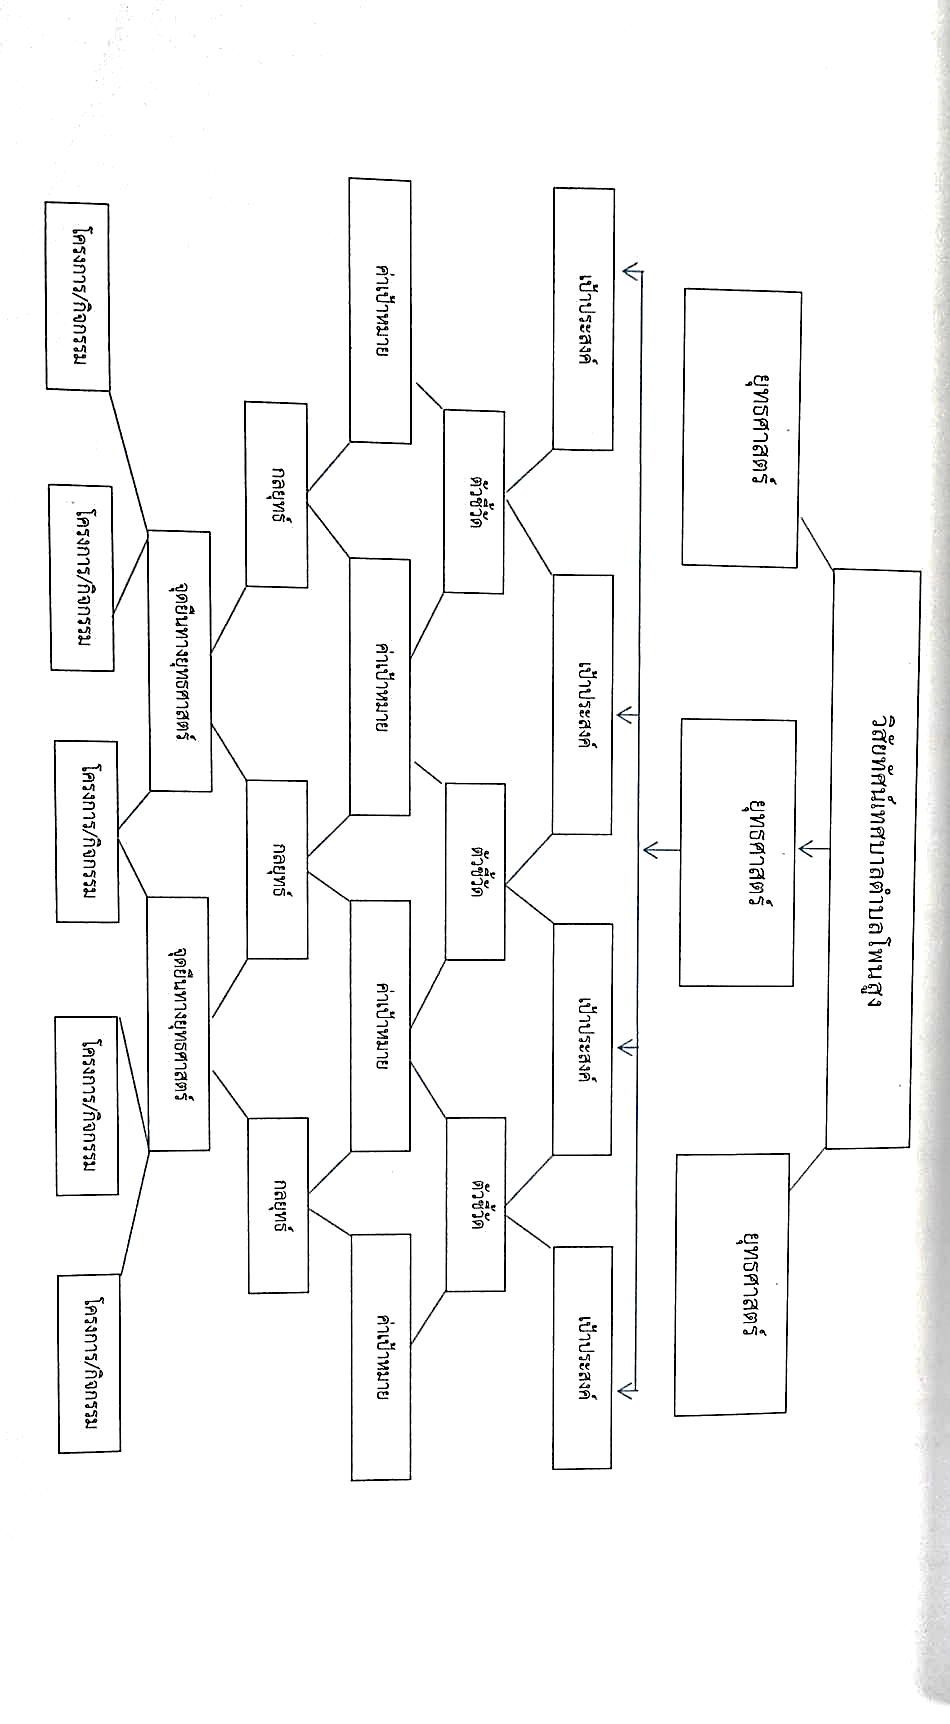 วิสัยทัศน์เทศบาลตำบลโพนสูง
ยุทธศาสตร์
ยุทธศาสตร์
ยุทธศาสตร์
เป้าประสงค์
เป้าประสงค์
เป้าประสงค์
เป้าประสงค์
ตัวชี้วัด
ตัวชี้วัด
ตัวชี้วัด
ค่าเป้าหมาย
ค่าเป้าหมาย
ค่าเป้าหมาย
ค่าเป้าหมาย
กลยุทธ์
กลยุทธ์
กลยุทธ์
จุดยืนทางยุทธศาสตร์
จุดยืนทางยุทธศาสตร์
โครงการ/กิจกรรม
โครงการ/กิจกรรม
โครงการ/กิจกรรม
โครงการ/กิจกรรม
โครงการ/กิจกรรม